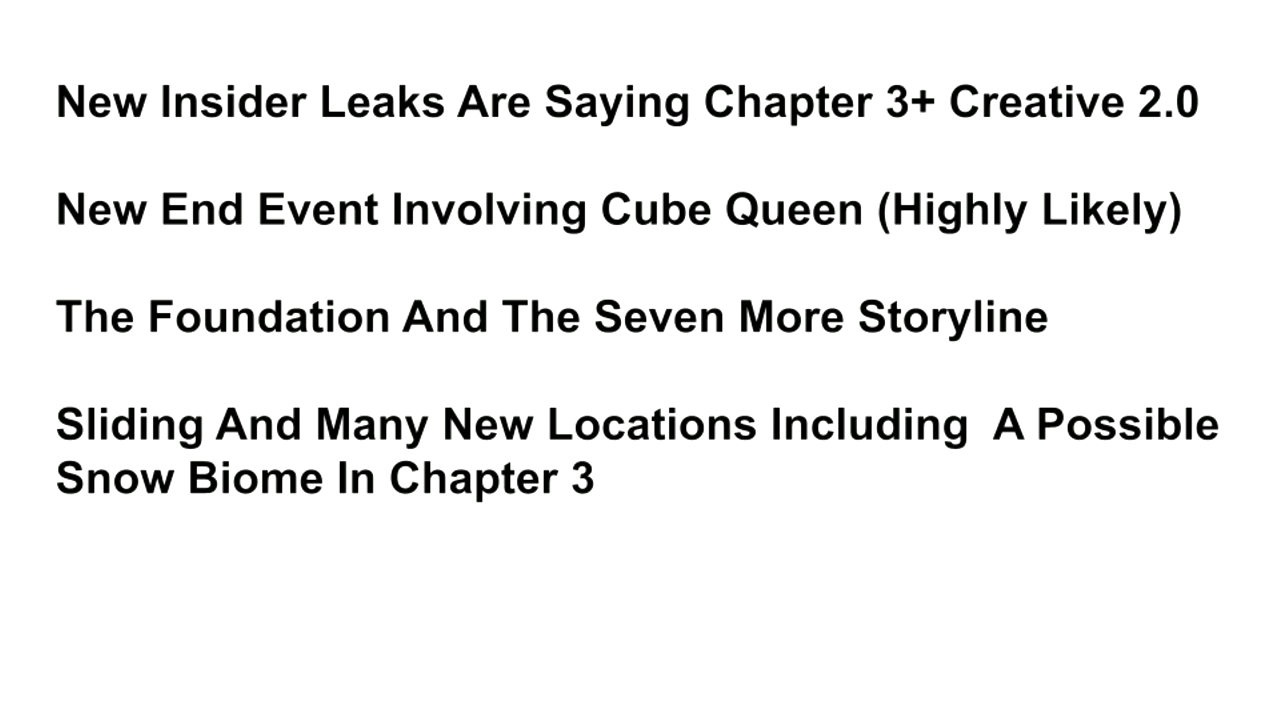 New Insider Leaks Are Saying Chapter 3+ Creative 2.0
New End Event Involving Cube Queen (Highly Likely)
The Foundation And The Seven More Storyline
Sliding And Many New Locations Including  A Possible
Snow Biome In Chapter 3